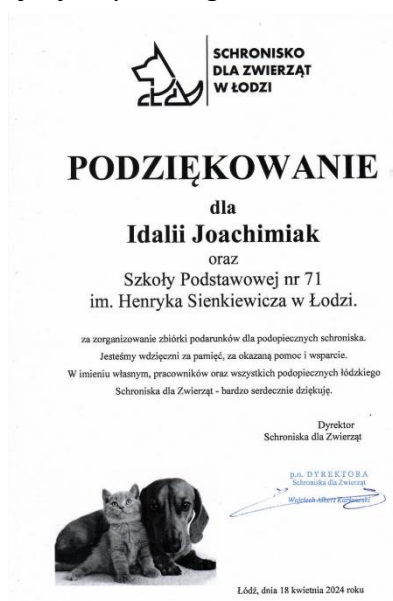 SCHRONISKO
DLA ZWIERZĄT
W ŁODZI
PODZIĘKOWANIE
dla
Idalii Joachimiak
oraz
Szkoły Podstawowej nr 71
im. Henryka Sienkiewicza w Łodzi.
za zorganizowanie zbiórki podarunków dla podopiecznych schroniska.
Jesteśmy wdzięczni za pamięć, za okazaną pomoc i wsparcie.
W imieniu własnym, pracowników oraz wszystkich podopiecznych łódzkiego
Schroniska dla Zwierząt - bardzo serdecznie dziękuję.
Dyrektor
Schroniska dla Zwierząt
p.o. DYREKTORA
Schroniska dla Zwierząt
Wojciech Albert
Łódź, dnia 18 kwietnia 2024 roku